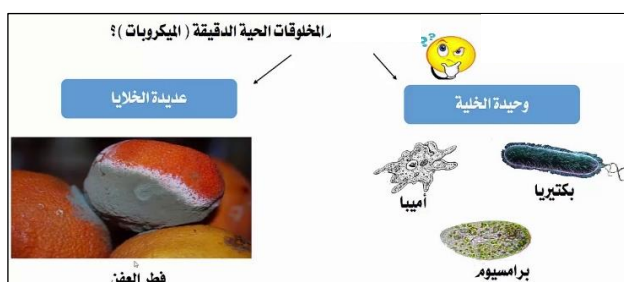 المخلوقات الحية الدقيقة ( الميكروبات )؟
وحيدة الخلية
عديدة الخلايا
بكتيريا
أميبا
برامسيوم
فطر العفن